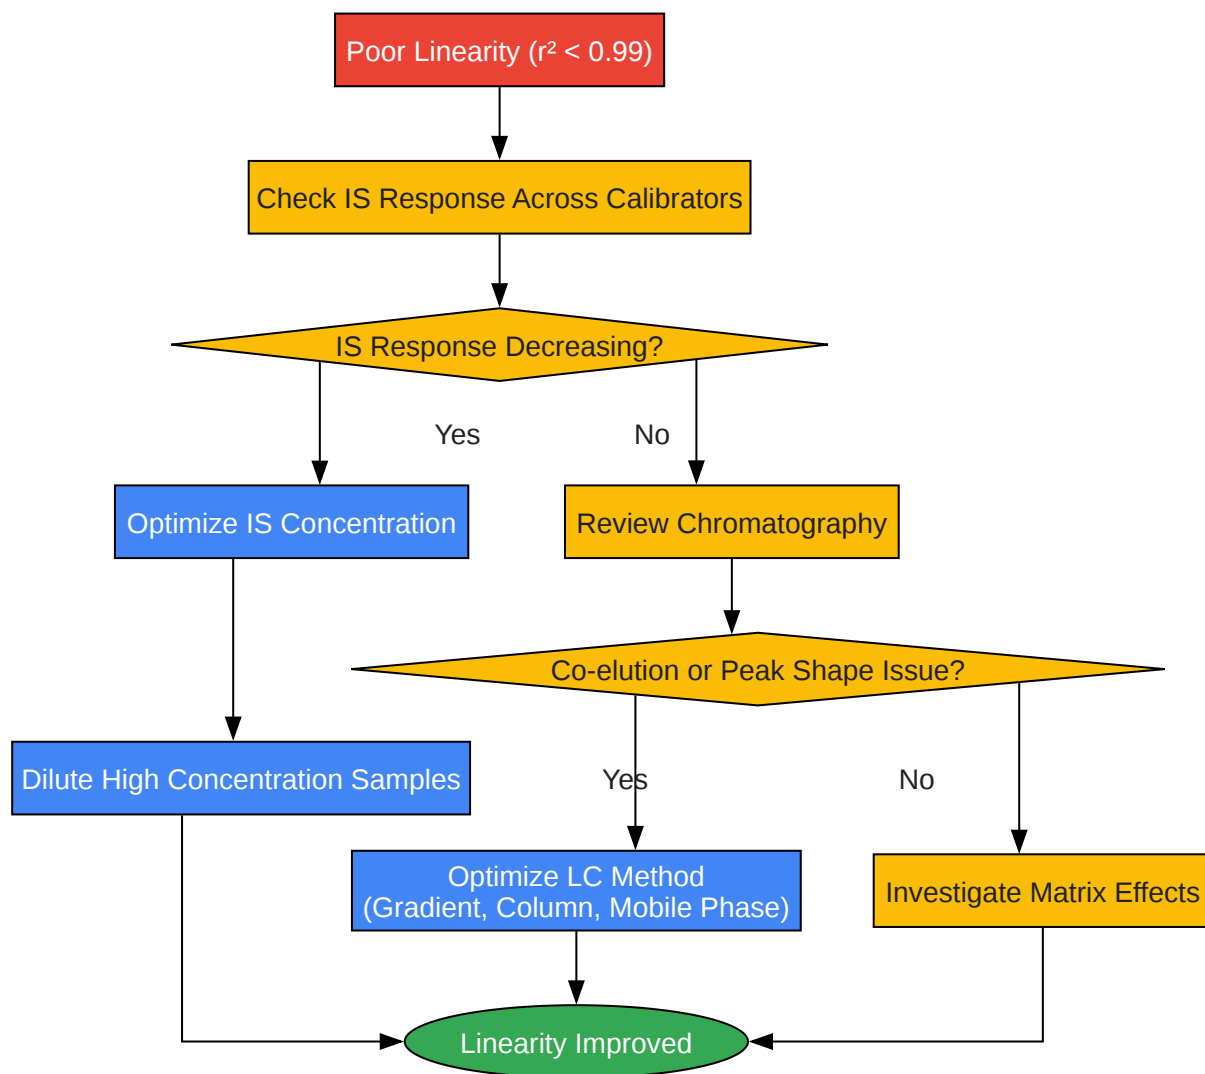 Poor Linearity (r² < 0.99)
Check IS Response Across Calibrators
IS Response Decreasing?
Yes
No
Optimize IS Concentration
Review Chromatography
Co-elution or Peak Shape Issue?
Dilute High Concentration Samples
Yes
No
Optimize LC Method
(Gradient, Column, Mobile Phase)
Investigate Matrix Effects
Linearity Improved